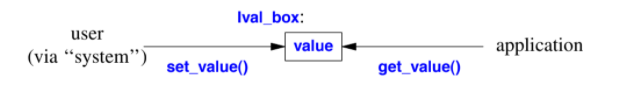 Ival_box:
user
(via “system”)
value
application
set_value()
get_value()